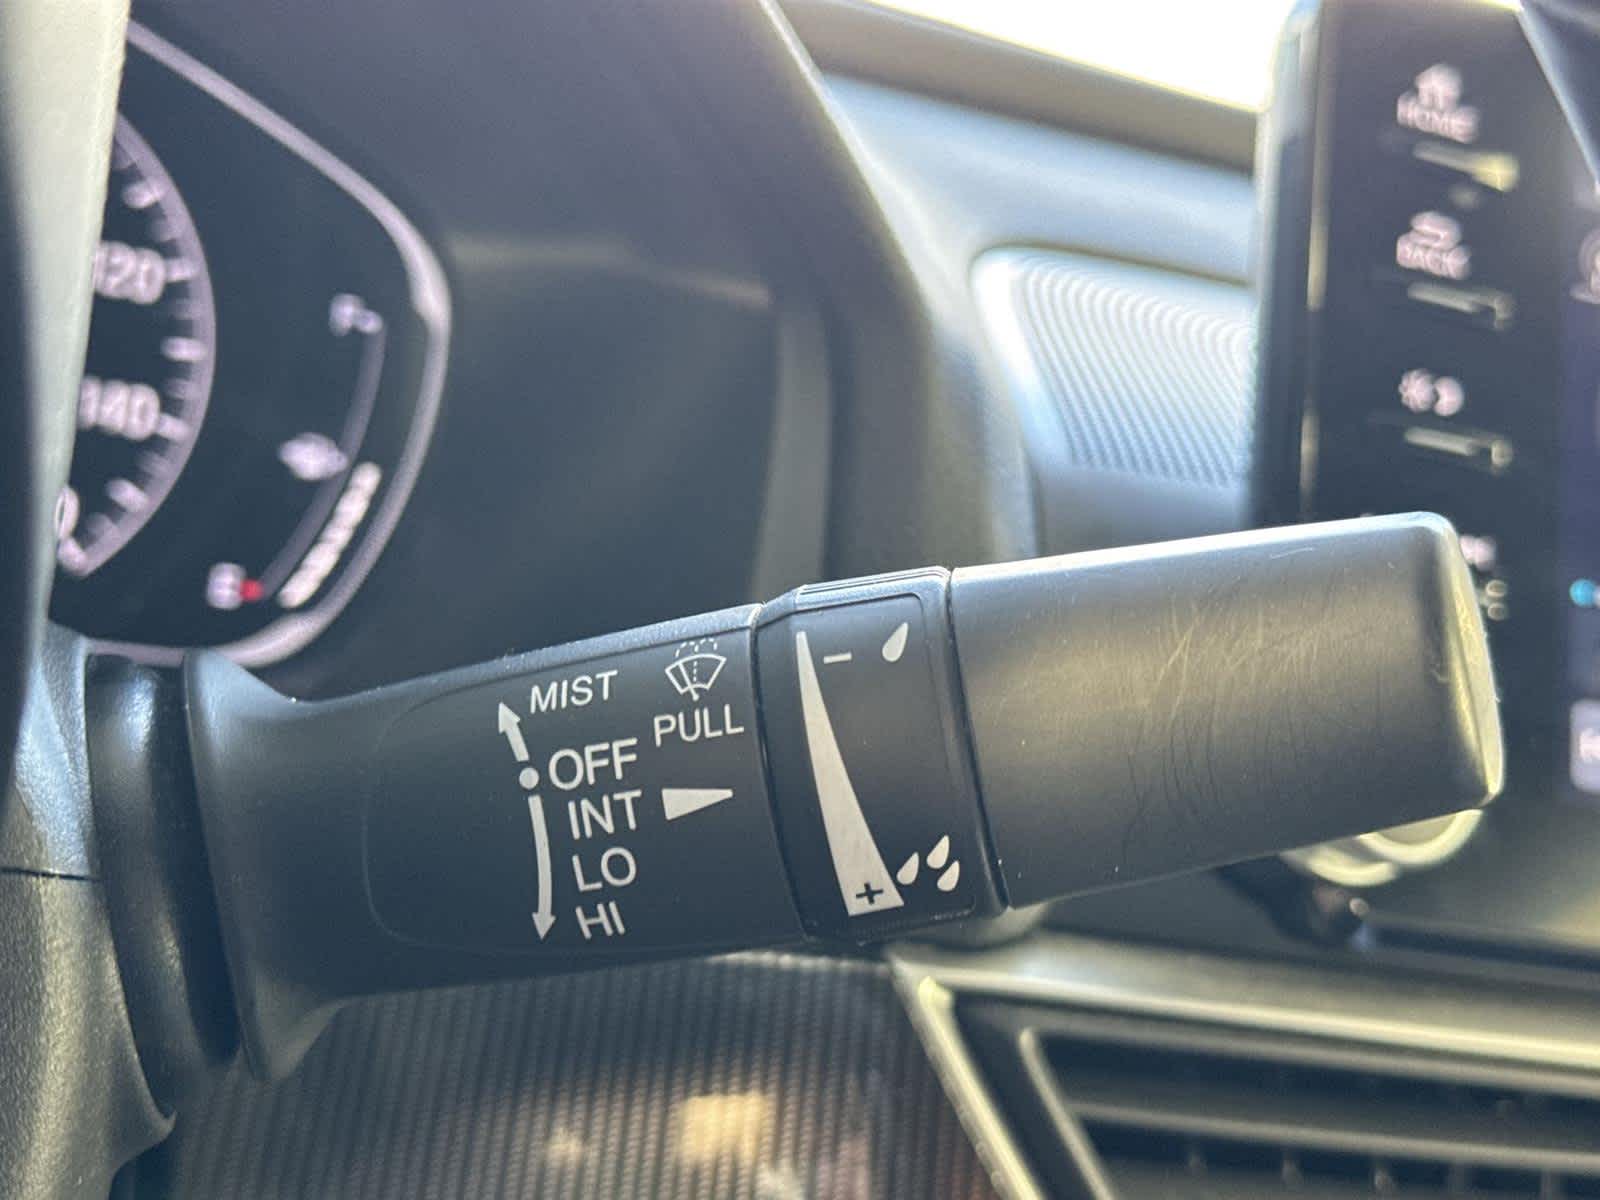 HOME
BACK
120
140
MIST
PULL
OFF
INT
LO
HI